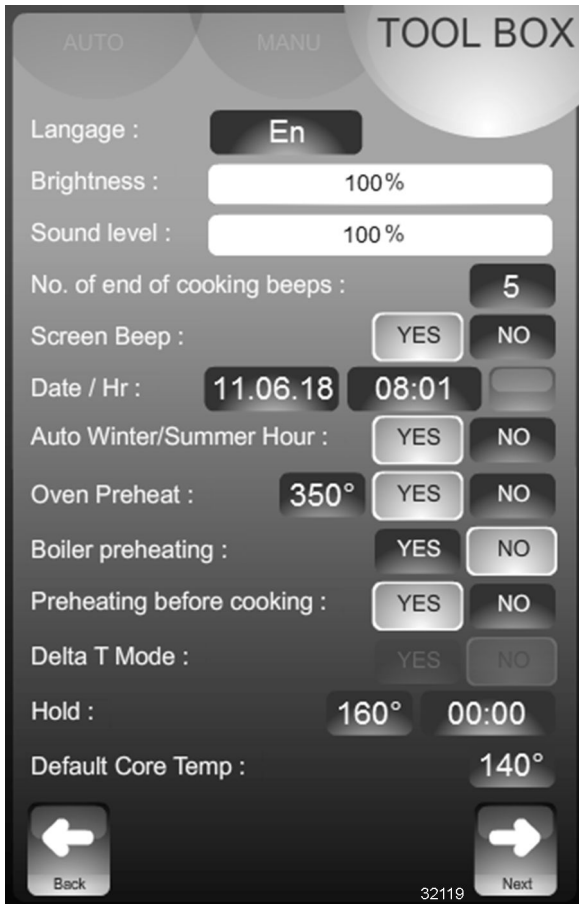 AUTO MANU TOOL BOX
Langage : En
Brightness : 100%
Sound level : 100%
No. of end of cooking beeps : 5
Screen Beep : YES NO
Date / Hr : 11.06.18 08:01
Auto Winter/Summer Hour : YES NO
Oven Preheat : 350° YES NO
Boiler preheating : YES NO
Preheating before cooking : YES NO
Delta T Mode : YES NO
Hold : 160° 00:00
Default Core Temp : 140°
Back 32119 Next